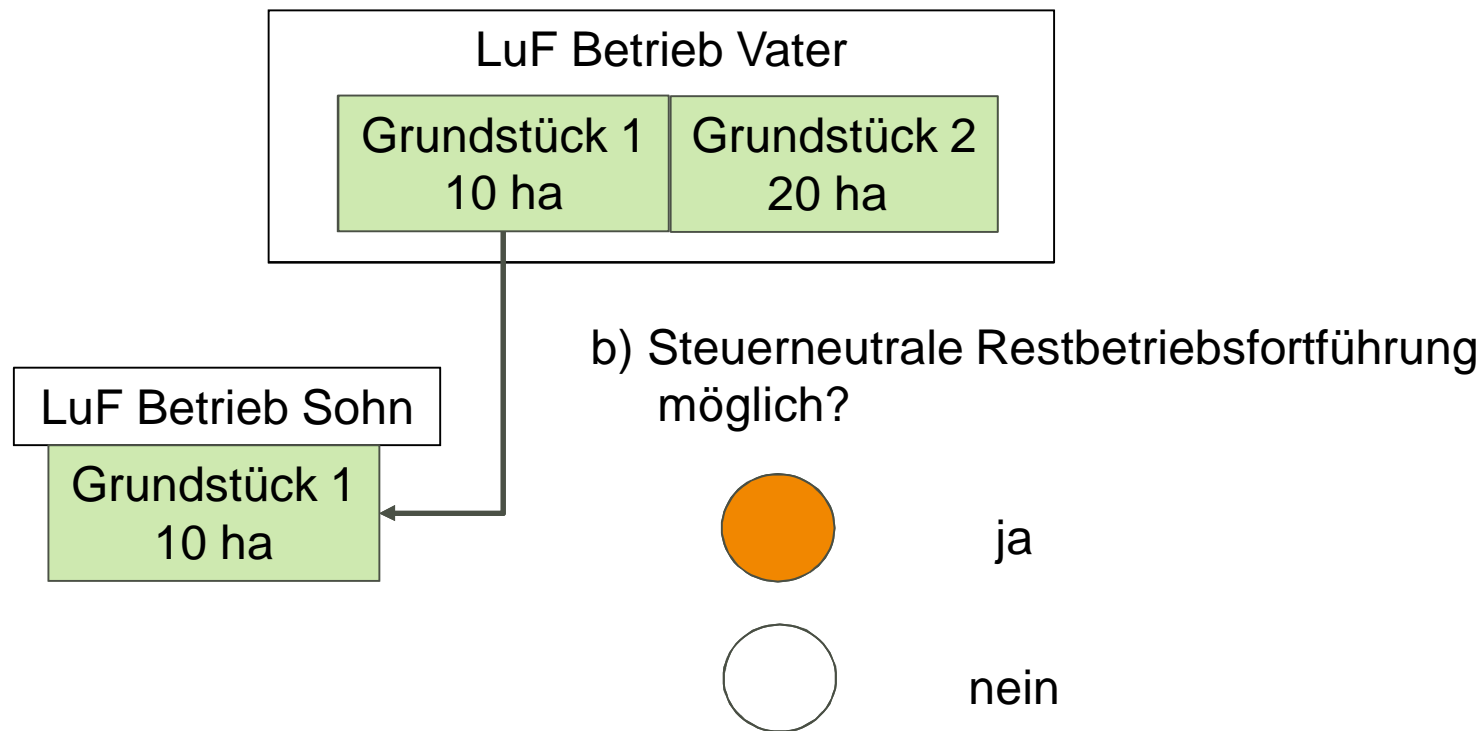 LuF Betrieb Vater
Grundstück 1
10 ha
Grundstück 2
20 ha
b) Steuerneutrale Restbetriebsfortführung
möglich?
LuF Betrieb Sohn
Grundstück 1
10 ha
ja
nein